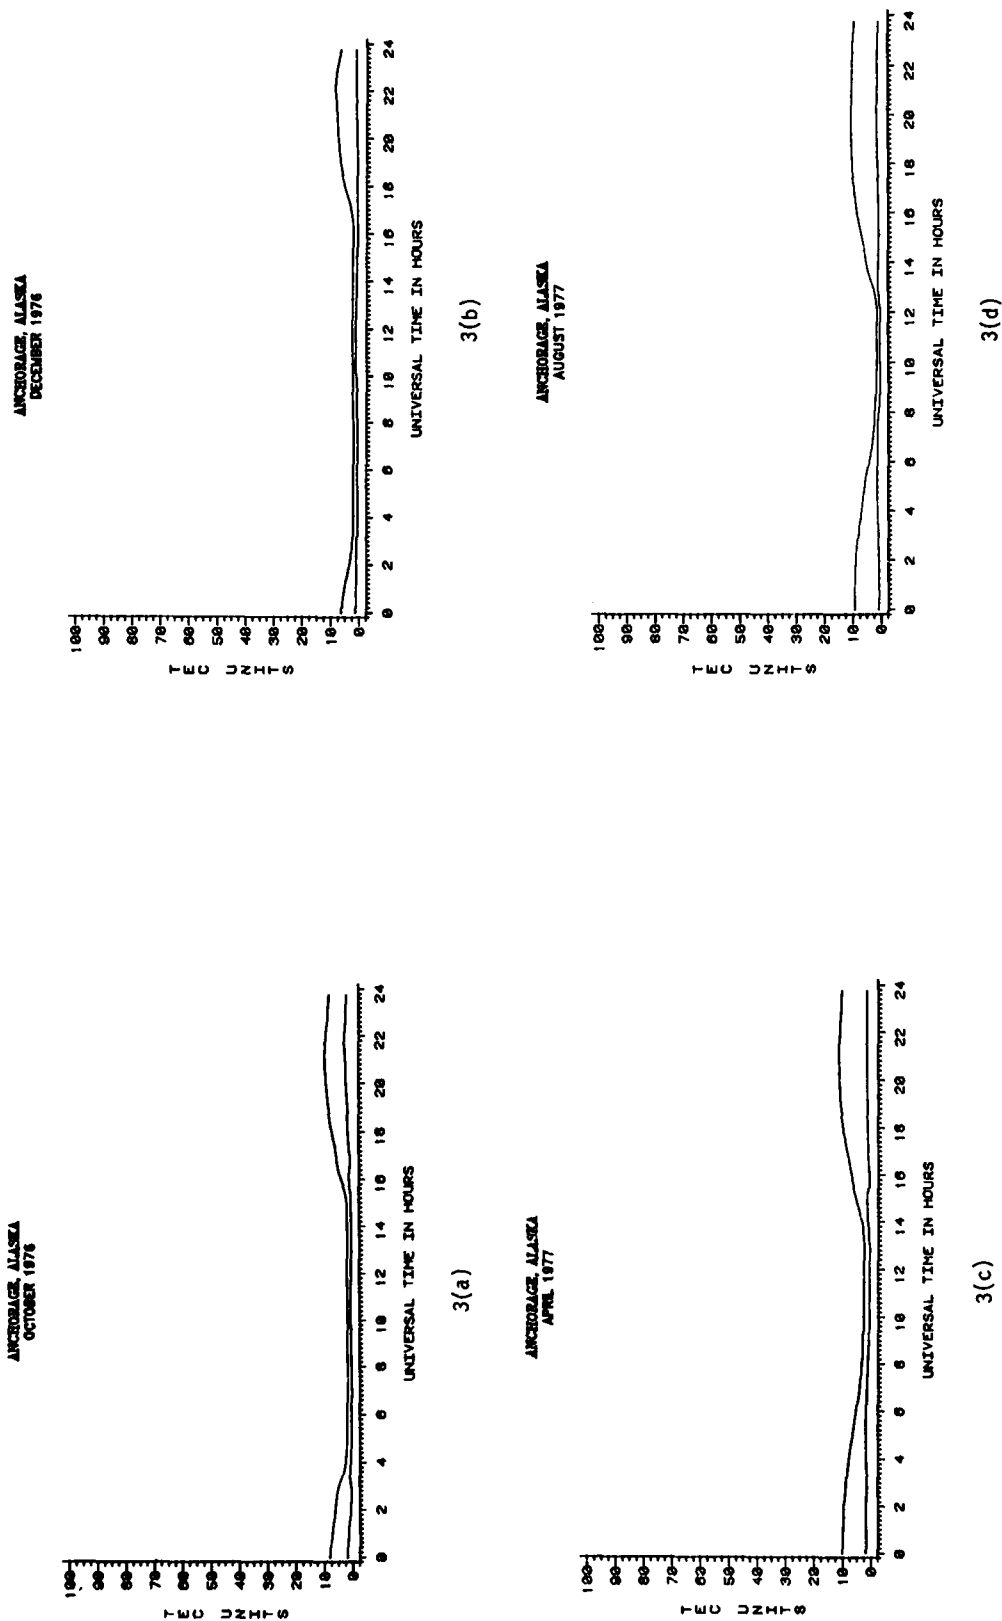 ANCHORAGE, ALASKA
OCTOBER 1976
100
90
80
70
60
50
40
30
20
10
0
TEC UNITS
0 2 4 6 8 10 12 14 16 18 20 22 24
UNIVERSAL TIME IN HOURS
3(a)
ANCHORAGE, ALASKA
DECEMBER 1976
100
90
80
70
60
50
40
30
20
10
0
TEC UNITS
0 2 4 6 8 10 12 14 16 18 20 22 24
UNIVERSAL TIME IN HOURS
3(b)
ANCHORAGE, ALASKA
APRIL 1977
100
90
80
70
60
50
40
30
20
10
0
TEC UNITS
0 2 4 6 8 10 12 14 16 18 20 22 24
UNIVERSAL TIME IN HOURS
3(c)
ANCHORAGE, ALASKA
AUGUST 1977
100
90
80
70
60
50
40
30
20
10
0
TEC UNITS
0 2 4 6 8 10 12 14 16 18 20 22 24
UNIVERSAL TIME IN HOURS
3(d)